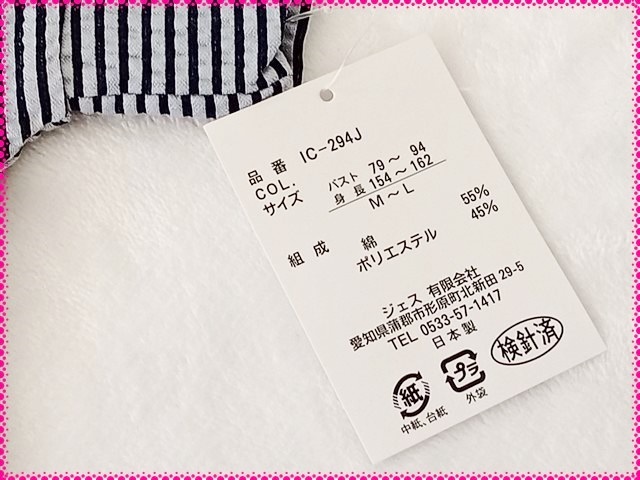 品 番 IC-294J
COL.
サイズ バスト 79～ 94
身 長 154～ 162
M～L
組 成 綿 55%
ポリエステル 45%
ジェス 有限会社
愛知県蒲郡市形原町北新田 29-5
TEL 0533-57-1417
日 本 製
検針済
紙
プラ
中紙、台紙
外袋